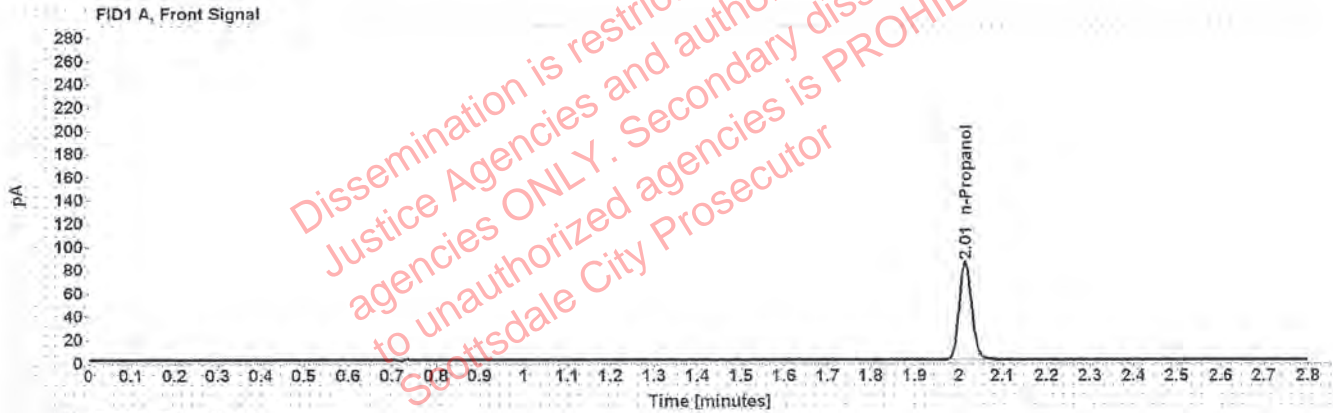 FID1 A, Front Signal
280
260
240
220
200
180
160
140
120
100
80
60
40
20
0
pA
2.01 n-Propanol
0 0.1 0.2 0.3 0.4 0.5 0.6 0.7 0.8 0.9 1 1.1 1.2 1.3 1.4 1.5 1.6 1.7 1.8 1.9 2 2.1 2.2 2.3 2.4 2.5 2.6 2.7 2.8
Time [minutes]
Dissemination is
Justice Agencies and
agencies ONLY. Secondary
to unauthorized agencies is
Scottsdale City Prosecutor